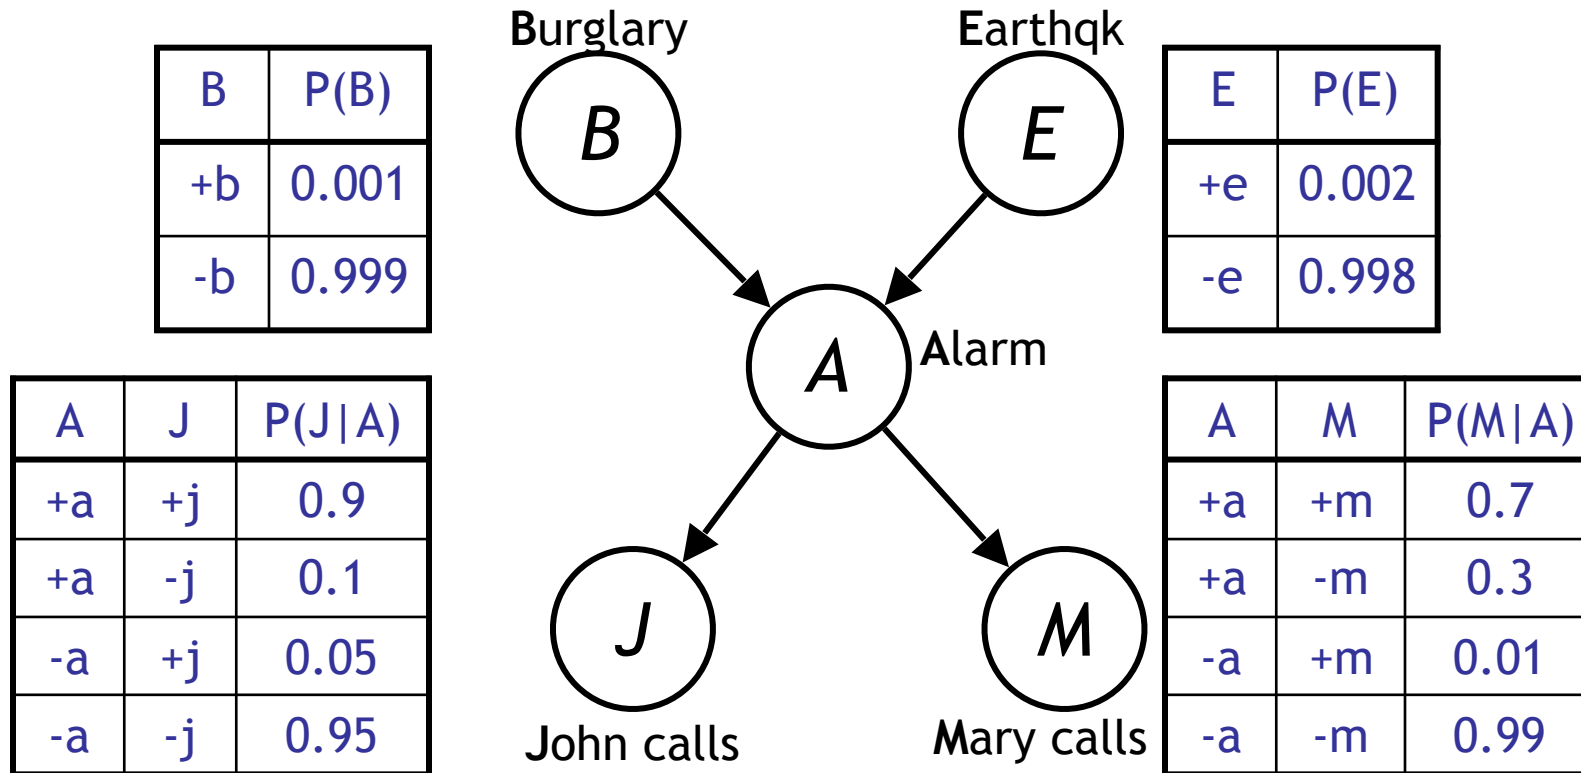 Burglary
Earthqk
B P(B)
+b 0.001
-b 0.999
B
E
E P(E)
+e 0.002
-e 0.998
A
Alarm
A J P(J|A)
+a +j 0.9
+a -j 0.1
-a +j 0.05
-a -j 0.95
J
John calls
M
Mary calls
A M P(M|A)
+a +m 0.7
+a -m 0.3
-a +m 0.01
-a -m 0.99